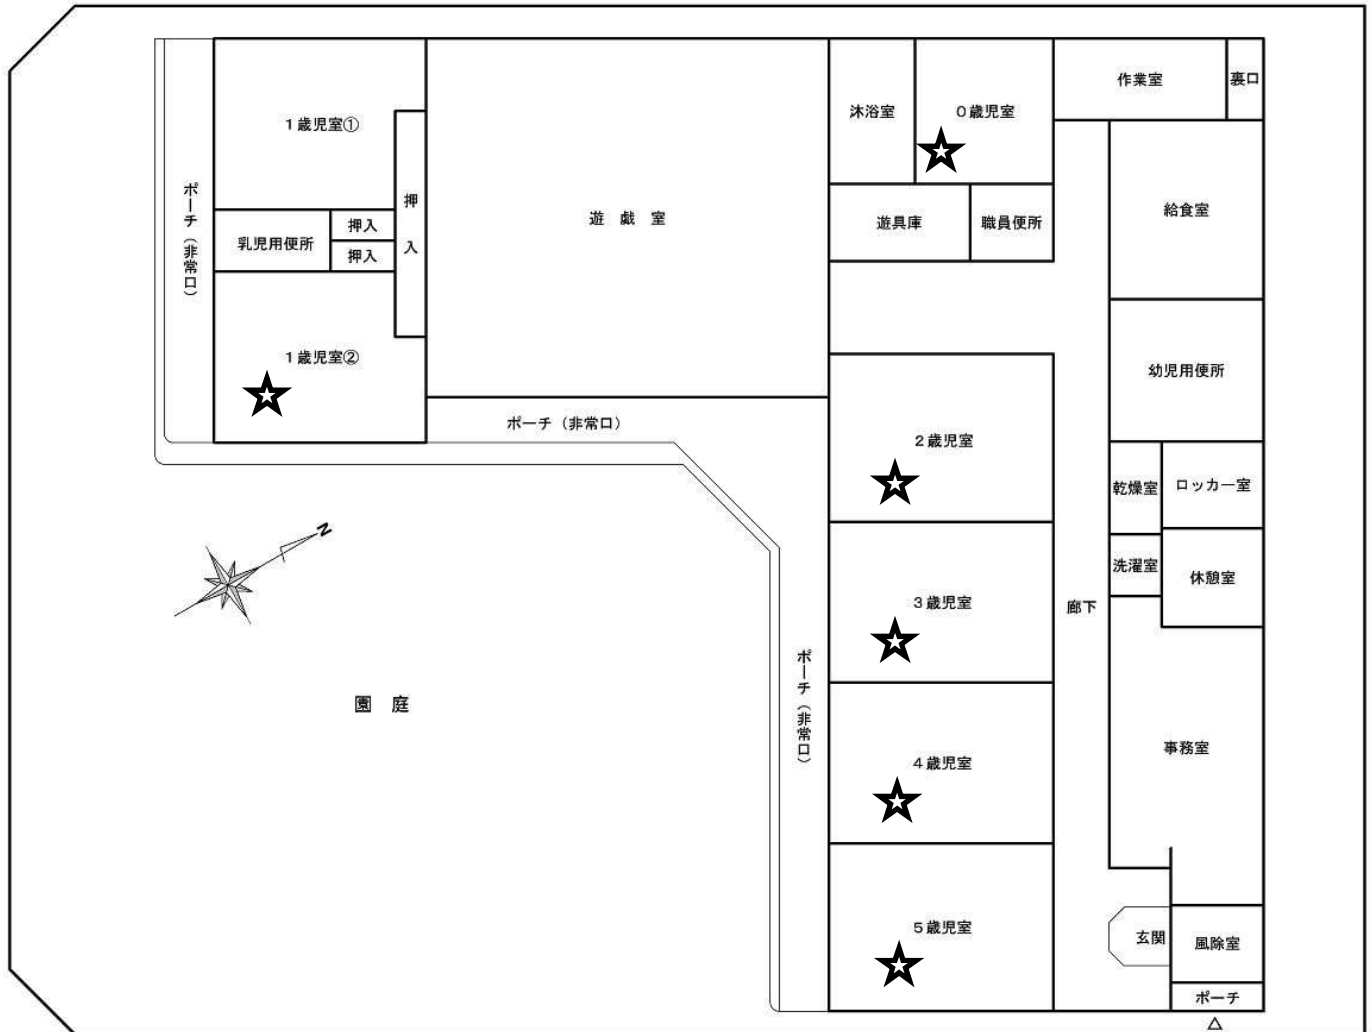 作業室
裏口
沐浴室
０歳児室
１歳児室①
押入
ポーチ（非常口）
遊戯室
給食室
遊具庫
職員便所
押入
乳児用便所
押入
１歳児室②
幼児用便所
ポーチ（非常口）
２歳児室
乾燥室
ロッカー室
N
洗濯室
休憩室
３歳児室
廊下
ポーチ（非常口）
園庭
事務室
４歳児室
５歳児室
玄関
風除室
ポーチ